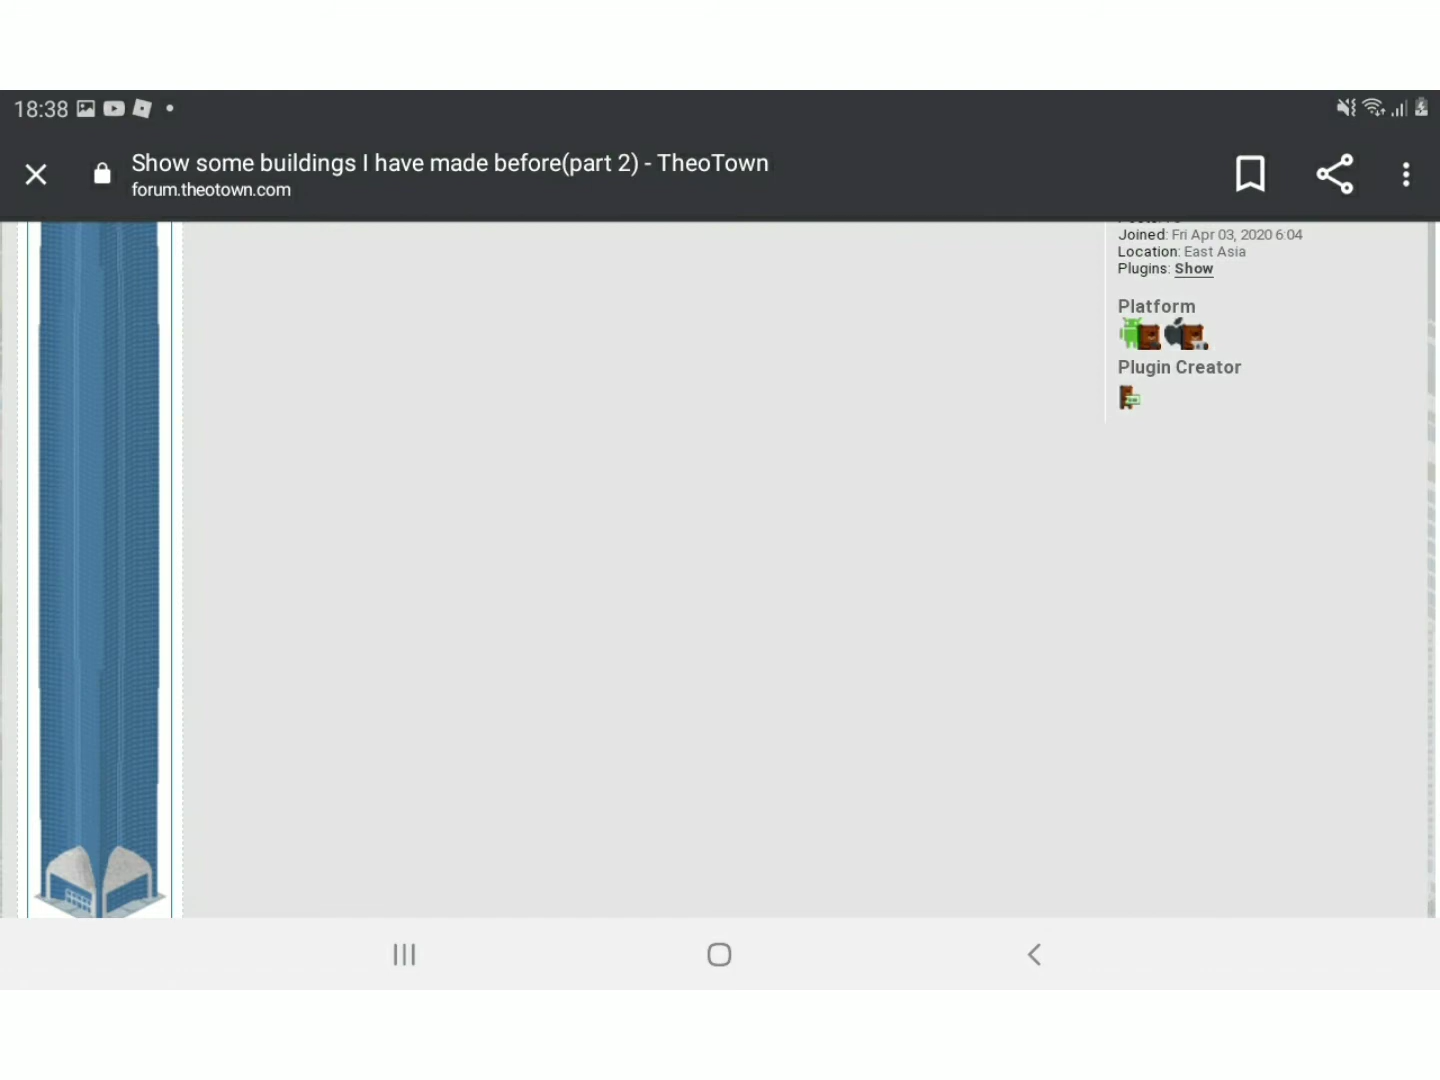 18:38
Show some buildings I have made before(part 2) - TheoTown
forum.theotown.com
Joined: Fri Apr 03, 2020 6:04
Location: East Asia
Plugins: Show
Platform
Plugin Creator